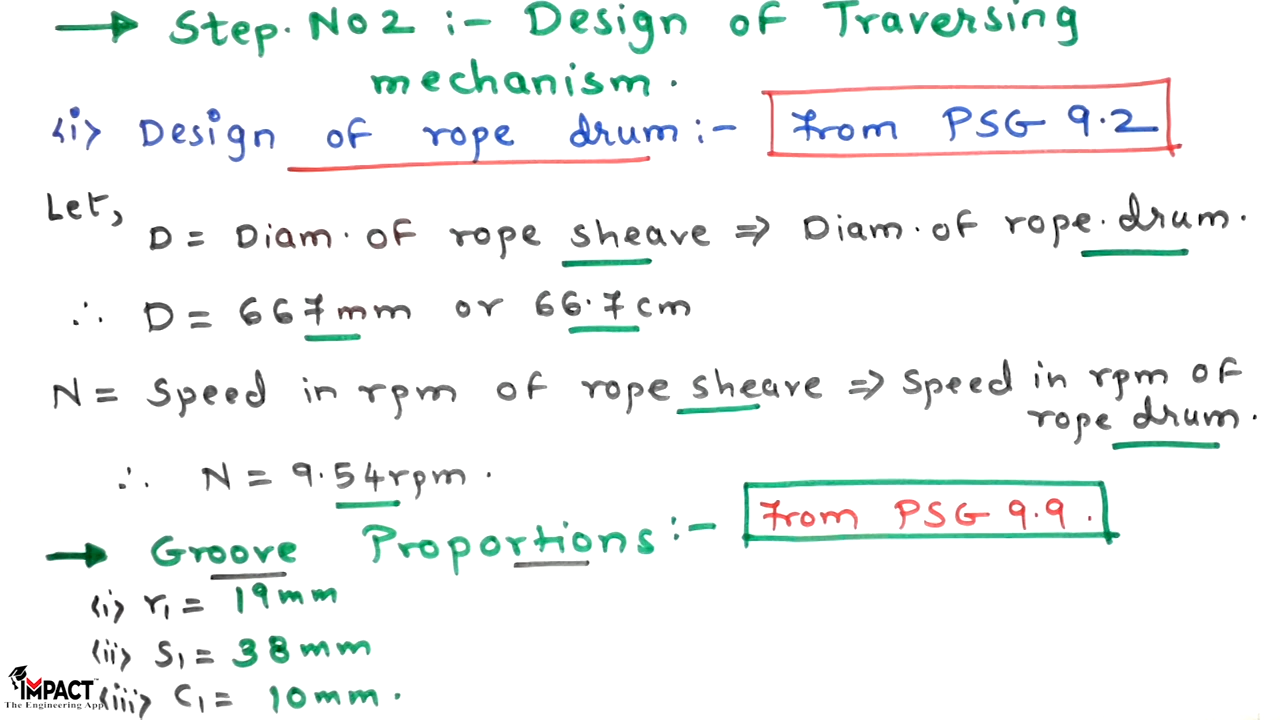 → Step. No 2 :- Design of Traversing
mechanism.
(i) Design of rope drum :- from PSG 9.2
Let,
D = Diam. of rope sheave ⇒ Diam. of rope. drum.
∴ D = 667mm or 66.7cm
N = Speed in rpm of rope sheave ⇒ Speed in rpm of
rope drum.
∴ N = 9.54rpm.
→ Groove Proportions :- from PSG 9.9.
(i) r₁ = 19mm
(ii) S₁ = 38mm
(iii) C₁ = 10mm.
IMPACT
The Engineering App